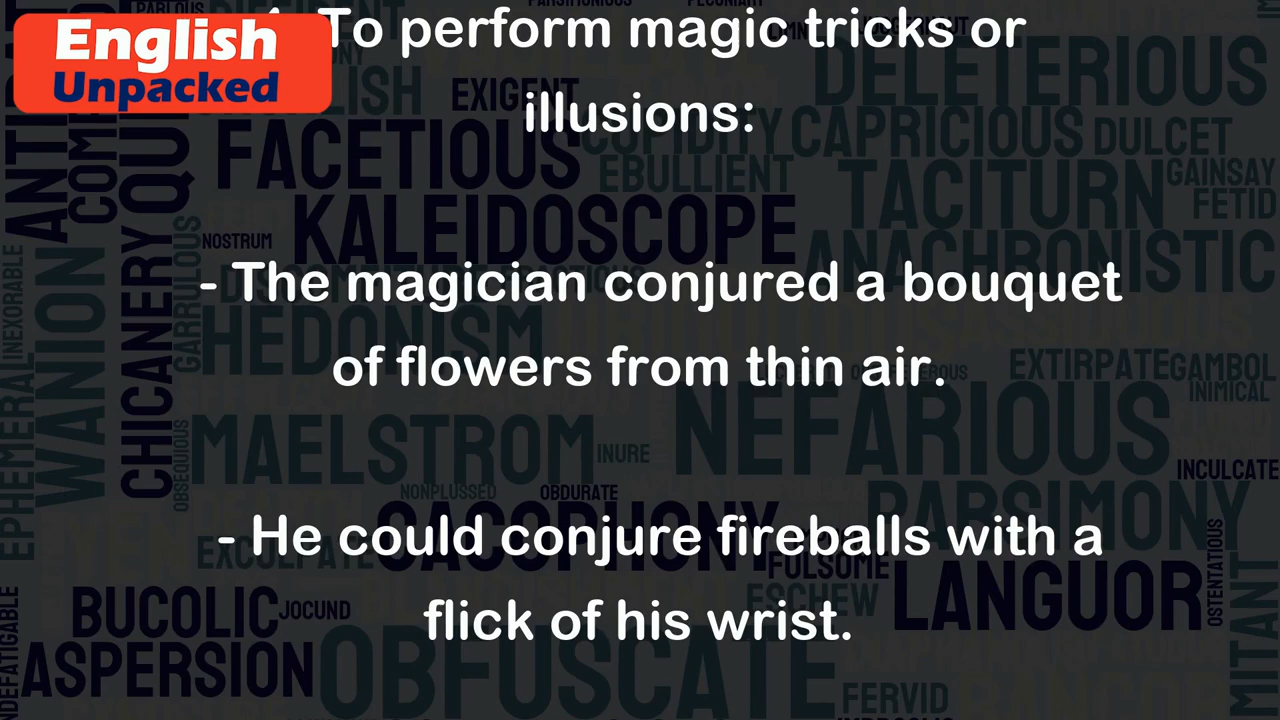 English
Unpacked
To perform magic tricks or
illusions:
- The magician conjured a bouquet
of flowers from thin air.
- He could conjure fireballs with a
flick of his wrist.
EXIGENT
DELETERIOUS
FACETIOUS
CUPIDITY
CAPRICIOUS
DULCET
EBULLIENT
TACITURN
GAINSAY
FETID
KALEIDOSCOPE
NOSTRUM
ANACHRONISTIC
CHICANERY
GARRULOUS
INEXORABLE
WANION
HEDONISM
EXTIRPATE
GAMBOL
INIMICAL
EPHEMERAL
OBSEQUIOUS
MAELSTROM
INURE
NEFARIOUS
INCULCATE
NONPLUSSED
OBDURATE
PARSIMONY
EXCULPATE
CACOPHONY
FULSOME
ESCHEW
LANGUOR
OSTENTATIOUS
BUCOLIC
JOCUND
ASPERSION
OBFUSCATE
FERVID